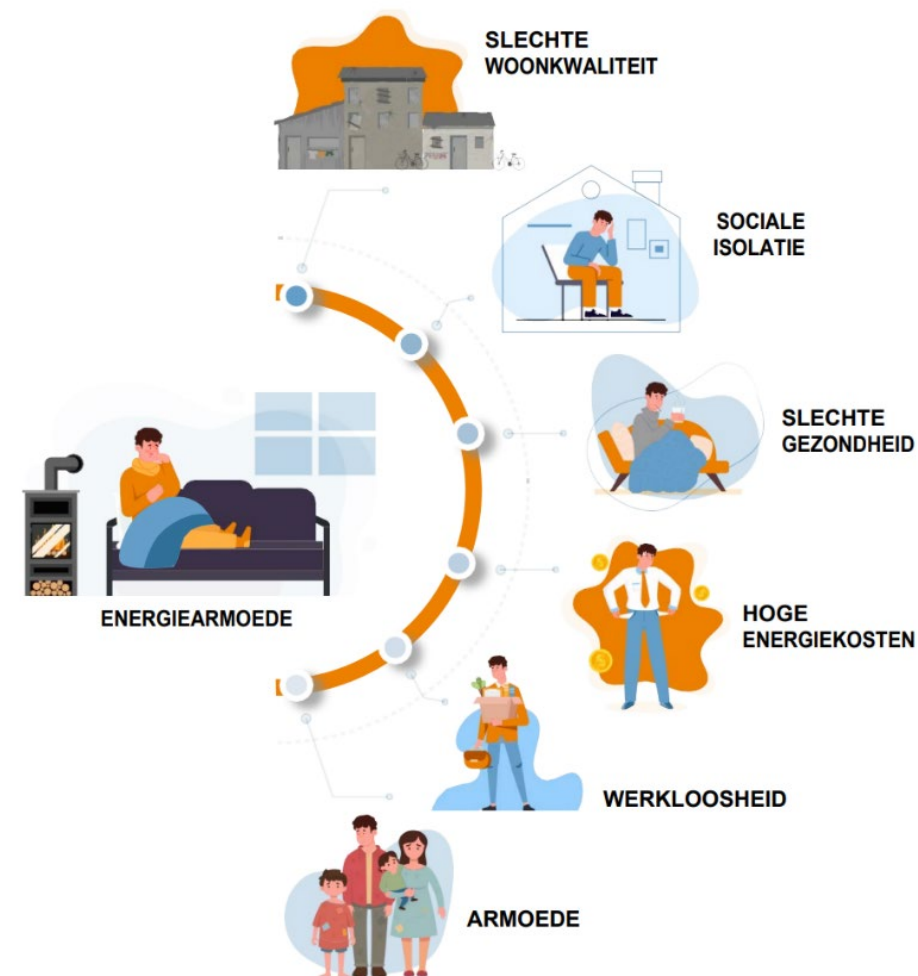 SLECHTE
WOONKWALITEIT
SOCIALE
ISOLATIE
SLECHTE
GEZONDHEID
ENERGIEARMOEDE
HOGE
ENERGIEKOSTEN
WERKLOOSHEID
ARMOEDE